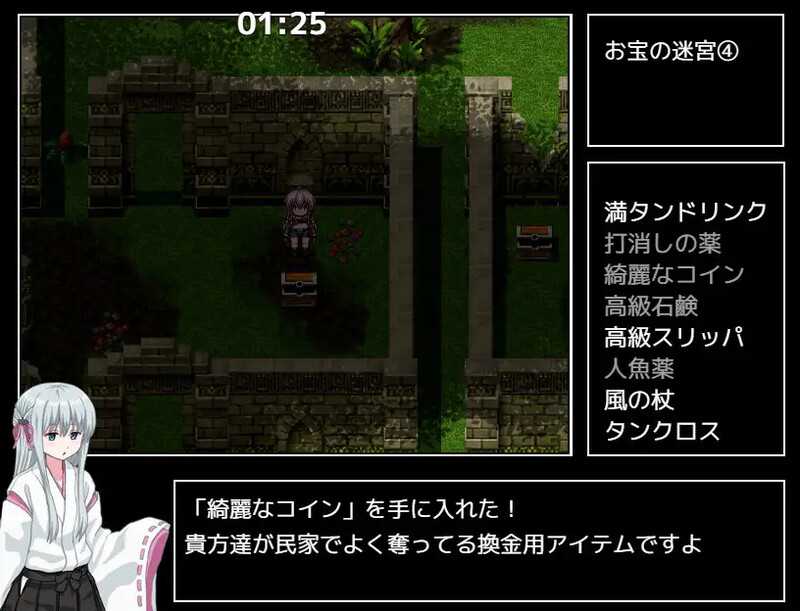 01:25
お宝の迷宮④
満タンドリンク
打消しの薬
綺麗なコイン
高級石鹸
高級スリッパ
人魚薬
風の杖
タンクロス
「綺麗なコイン」を手に入れた！
貴方達が民家でよく奪ってる換金用アイテムですよ